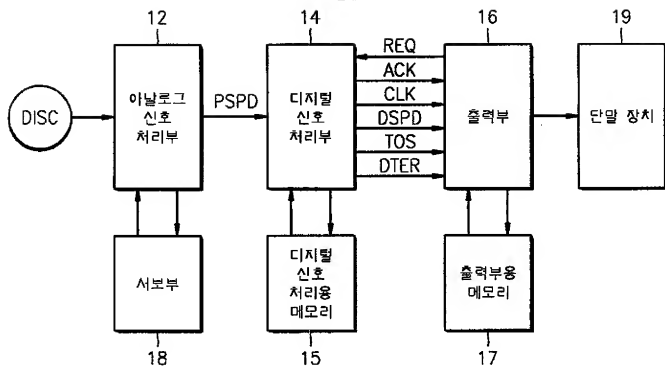 12
14
16
19
DISC
아날로그
신호
처리부
PSPD
디지털
신호
처리부
REQ
ACK
CLK
DSPD
TOS
DTER
출력부
단말 장치
서보부
디지털
신호
처리용
메모리
출력부용
메모리
18
15
17